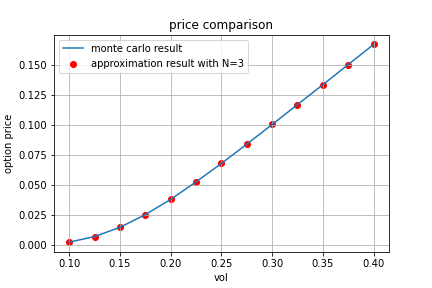 price comparison
monte carlo result
approximation result with N=3
option price
0.150
0.125
0.100
0.075
0.050
0.025
0.000
0.10 0.15 0.20 0.25 0.30 0.35 0.40
vol